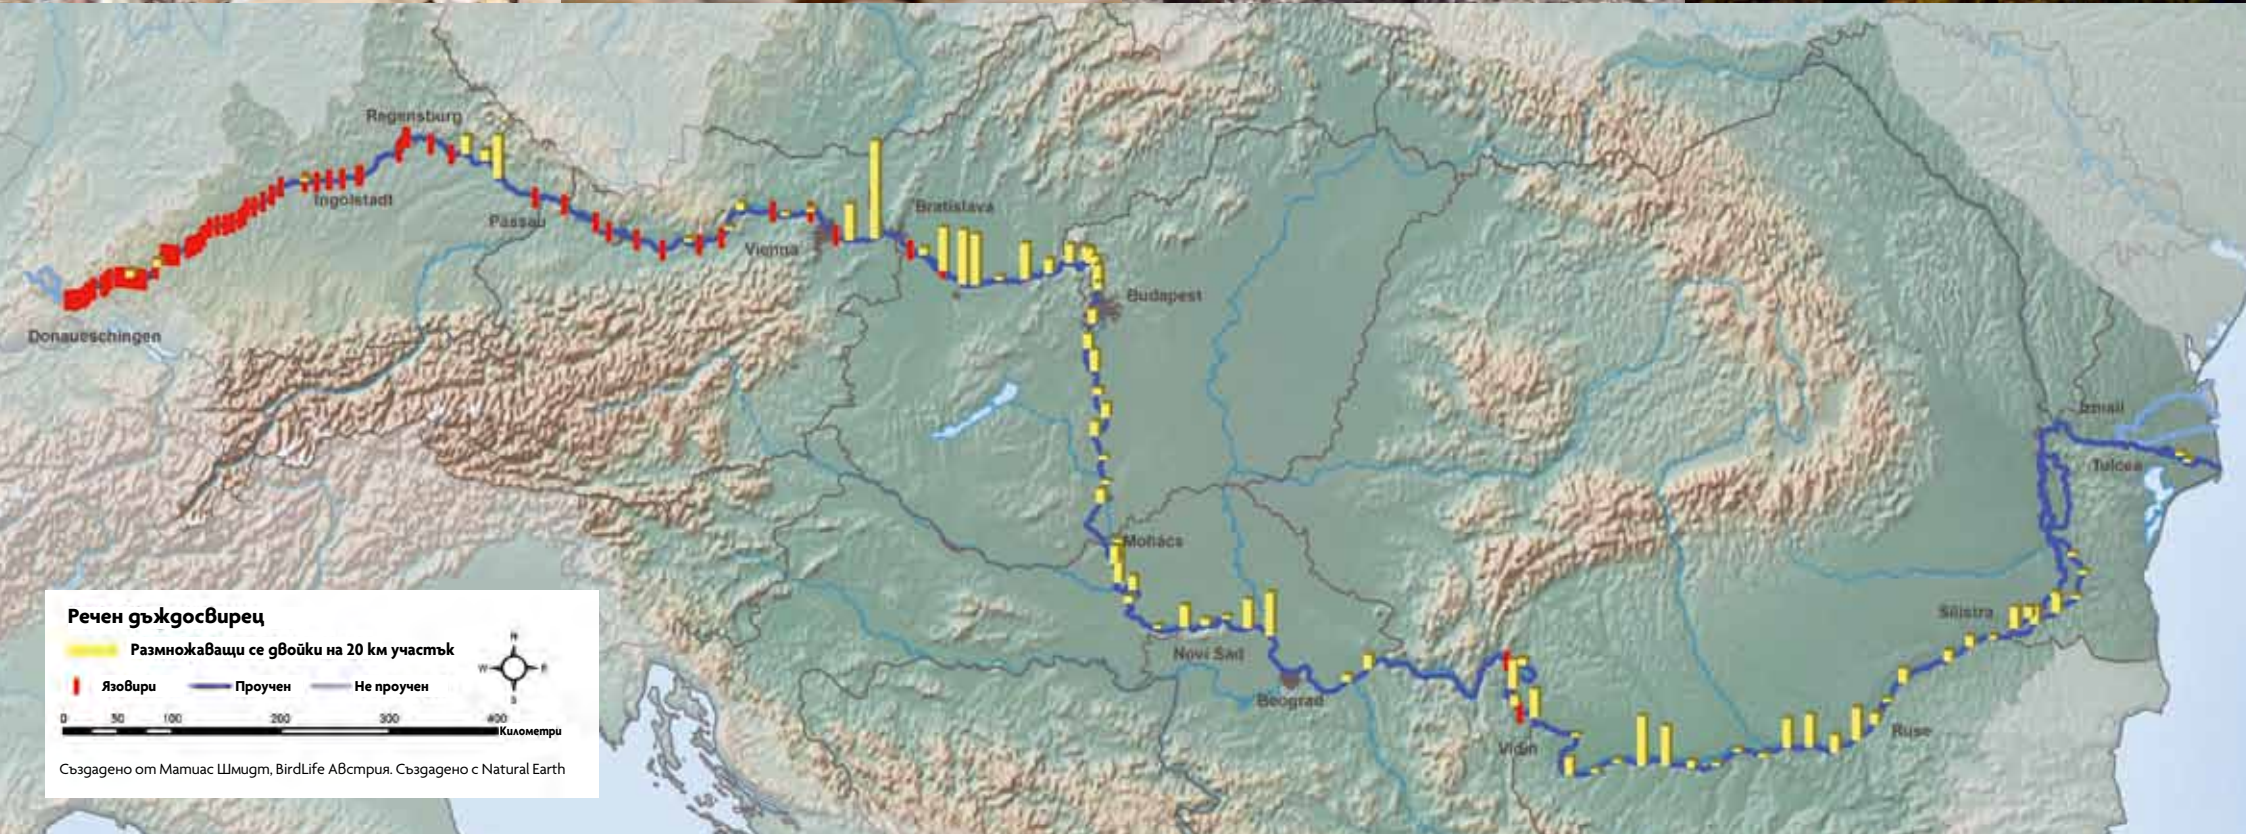 Regensburg
Ingolstadt
Passau
Bratislava
Vienna
Budapest
Donaueschingen
Izmail
Tulcea
Mohács
Silistra
Novi Sad
Beograd
Ruse
Vidin
Речен дъждосвирец
Размножаващи се двойки на 20 км участък
Язовири Проучен Не проучен
N
W E
S
0 50 100 200 300 400
Километри
Създадено от Матиас Шмидт, BirdLife Австрия. Създадено с Natural Earth